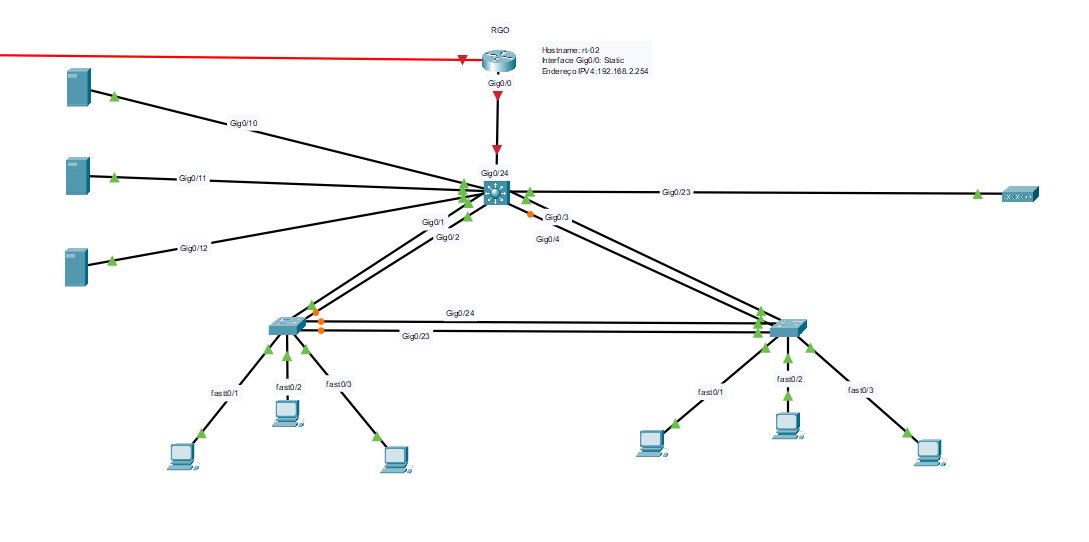 RGO
Hostname: rt-02
Interface Gig0/0: Static
Endereço IPV4:192.168.2.254
Gig0/0
Gig0/10
Gig0/24
Gig0/11
Gig0/23
Gig0/1
Gig0/3
Gig0/2
Gig0/4
Gig0/12
Gig0/24
Gig0/23
fastt0/1
fast0/2
fast0/3
fast0/1
fast0/2
fast0/3